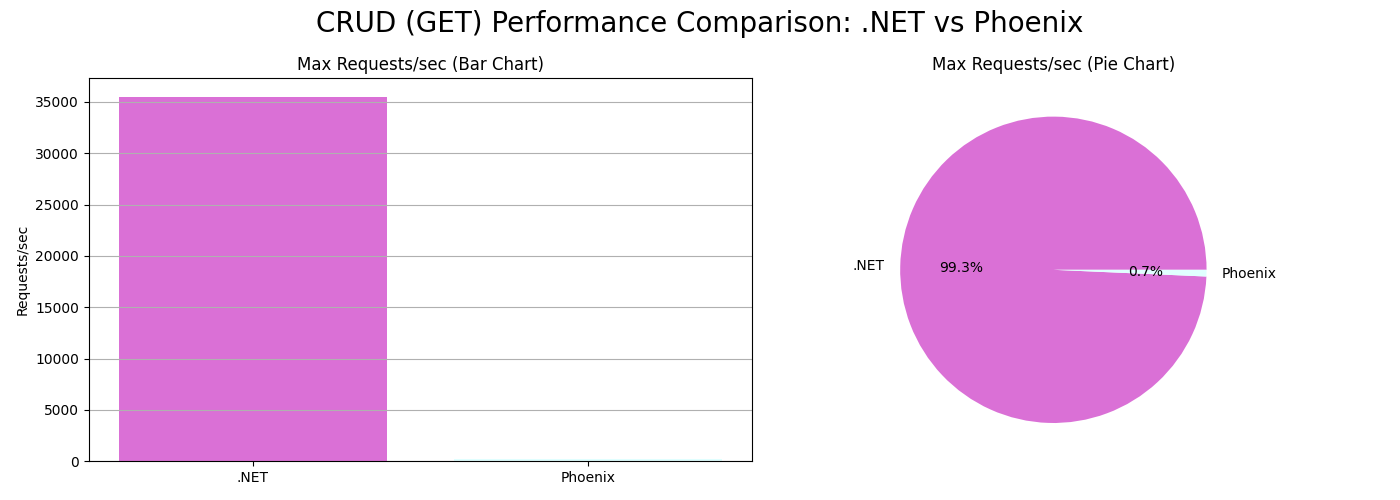 CRUD (GET) Performance Comparison: .NET vs Phoenix
Max Requests/sec (Bar Chart)
Requests/sec
35000
30000
25000
20000
15000
10000
5000
0
.NET
Phoenix
Max Requests/sec (Pie Chart)
.NET
99.3%
0.7%
Phoenix